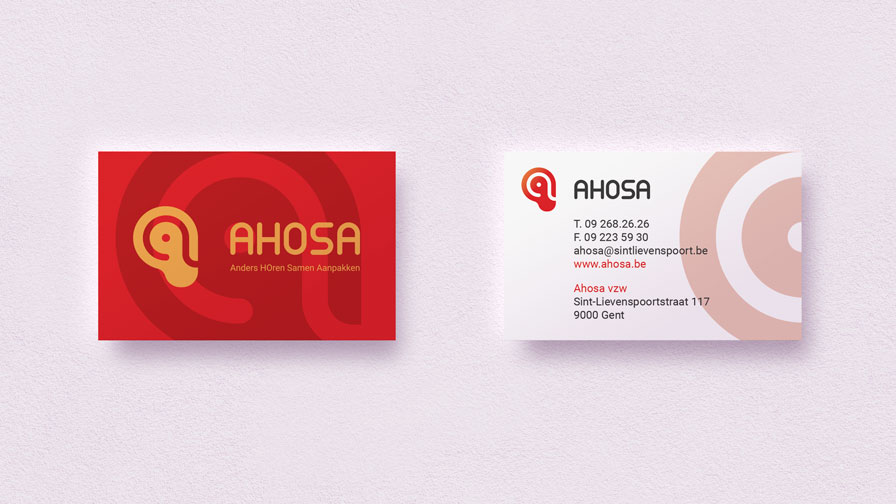 AHOSA
Anders HOren Samen Aanpakken
AHOSA
T. 09 268.26.26
F. 09 223 59 30
ahosa@sintlievenspoort.be
www.ahosa.be
Ahosa vzw
Sint-Lievenspoortstraat 117
9000 Gent